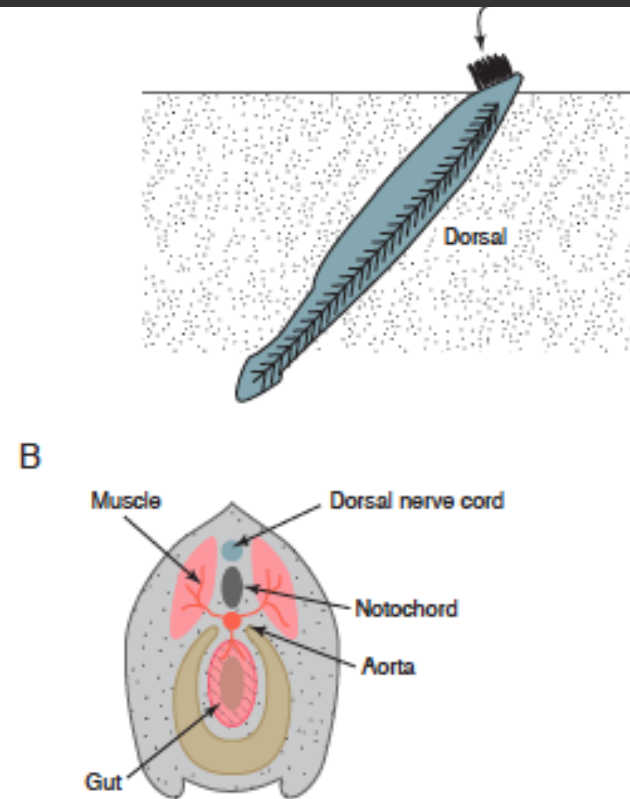 Dorsal
B
Muscle
Dorsal nerve cord
Notochord
Aorta
Gut